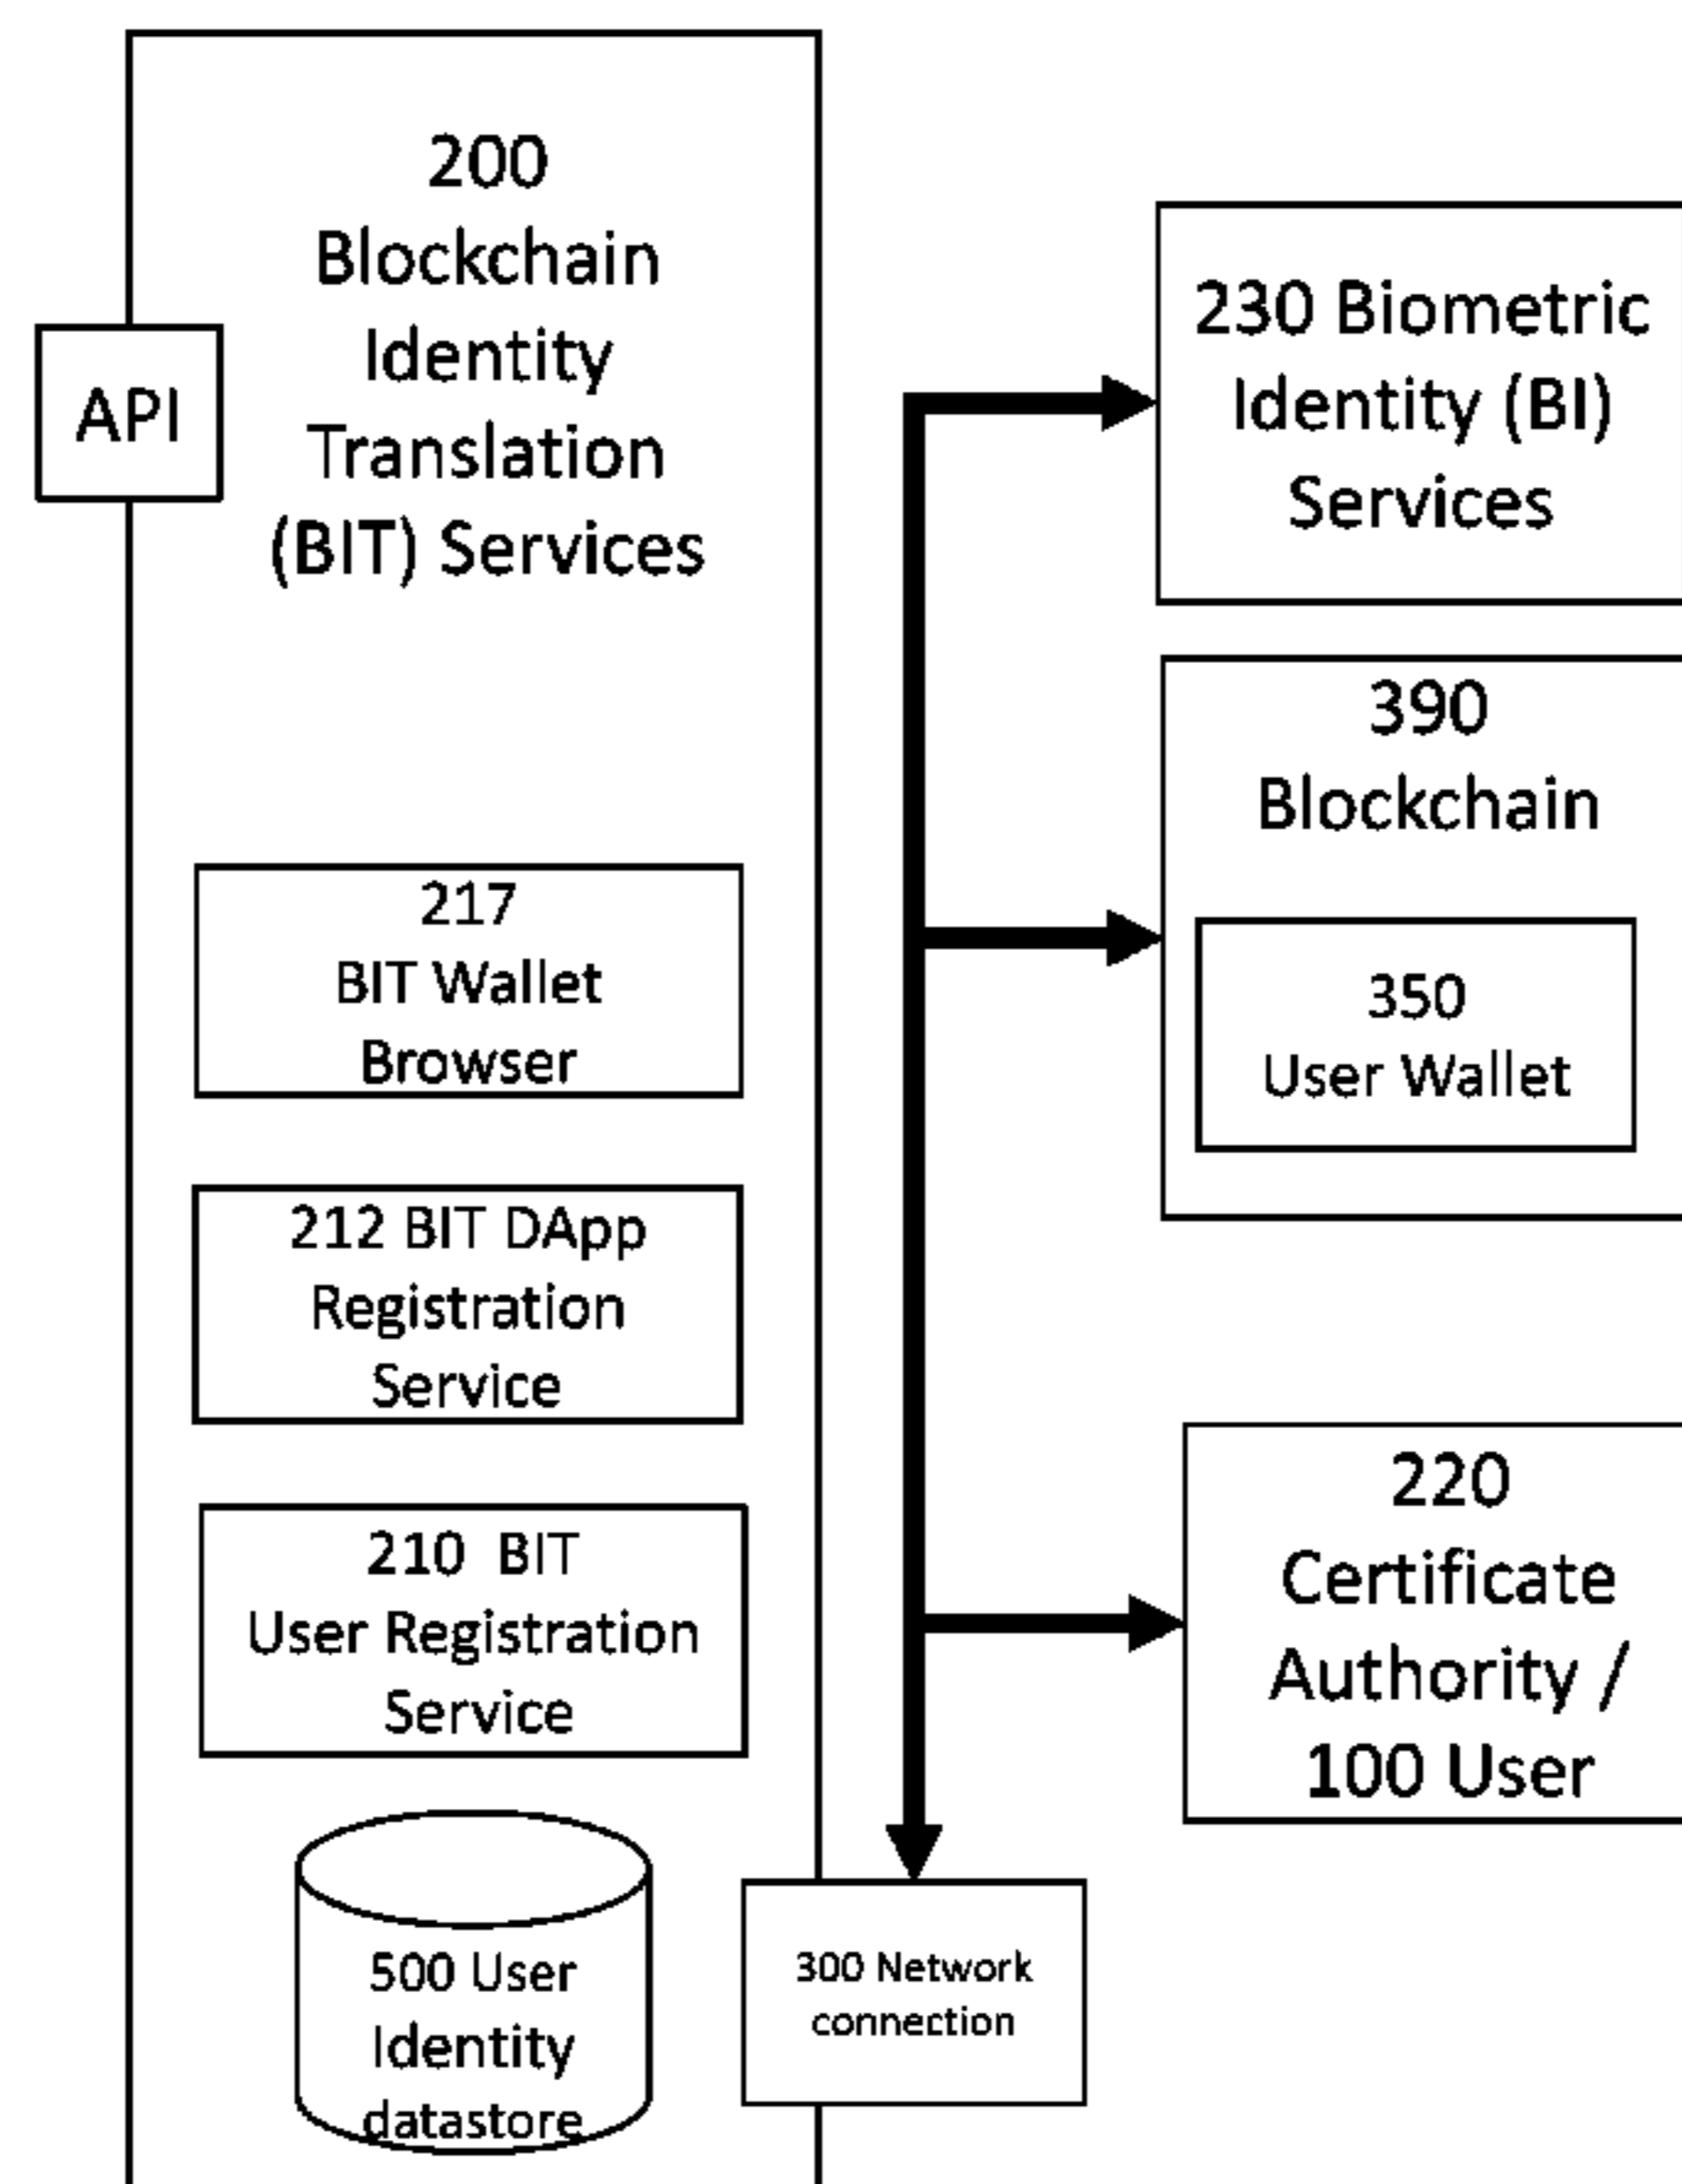 200
Blockchain
Identity
Translation
(BIT) Services
API
217
BIT Wallet
Browser
212 BIT DApp
Registration
Service
210 BIT
User Registration
Service
500 User
Identity
datastore
300 Network
connection
230 Biometric
Identity (BI)
Services
390
Blockchain
350
User Wallet
220
Certificate
Authority /
100 User